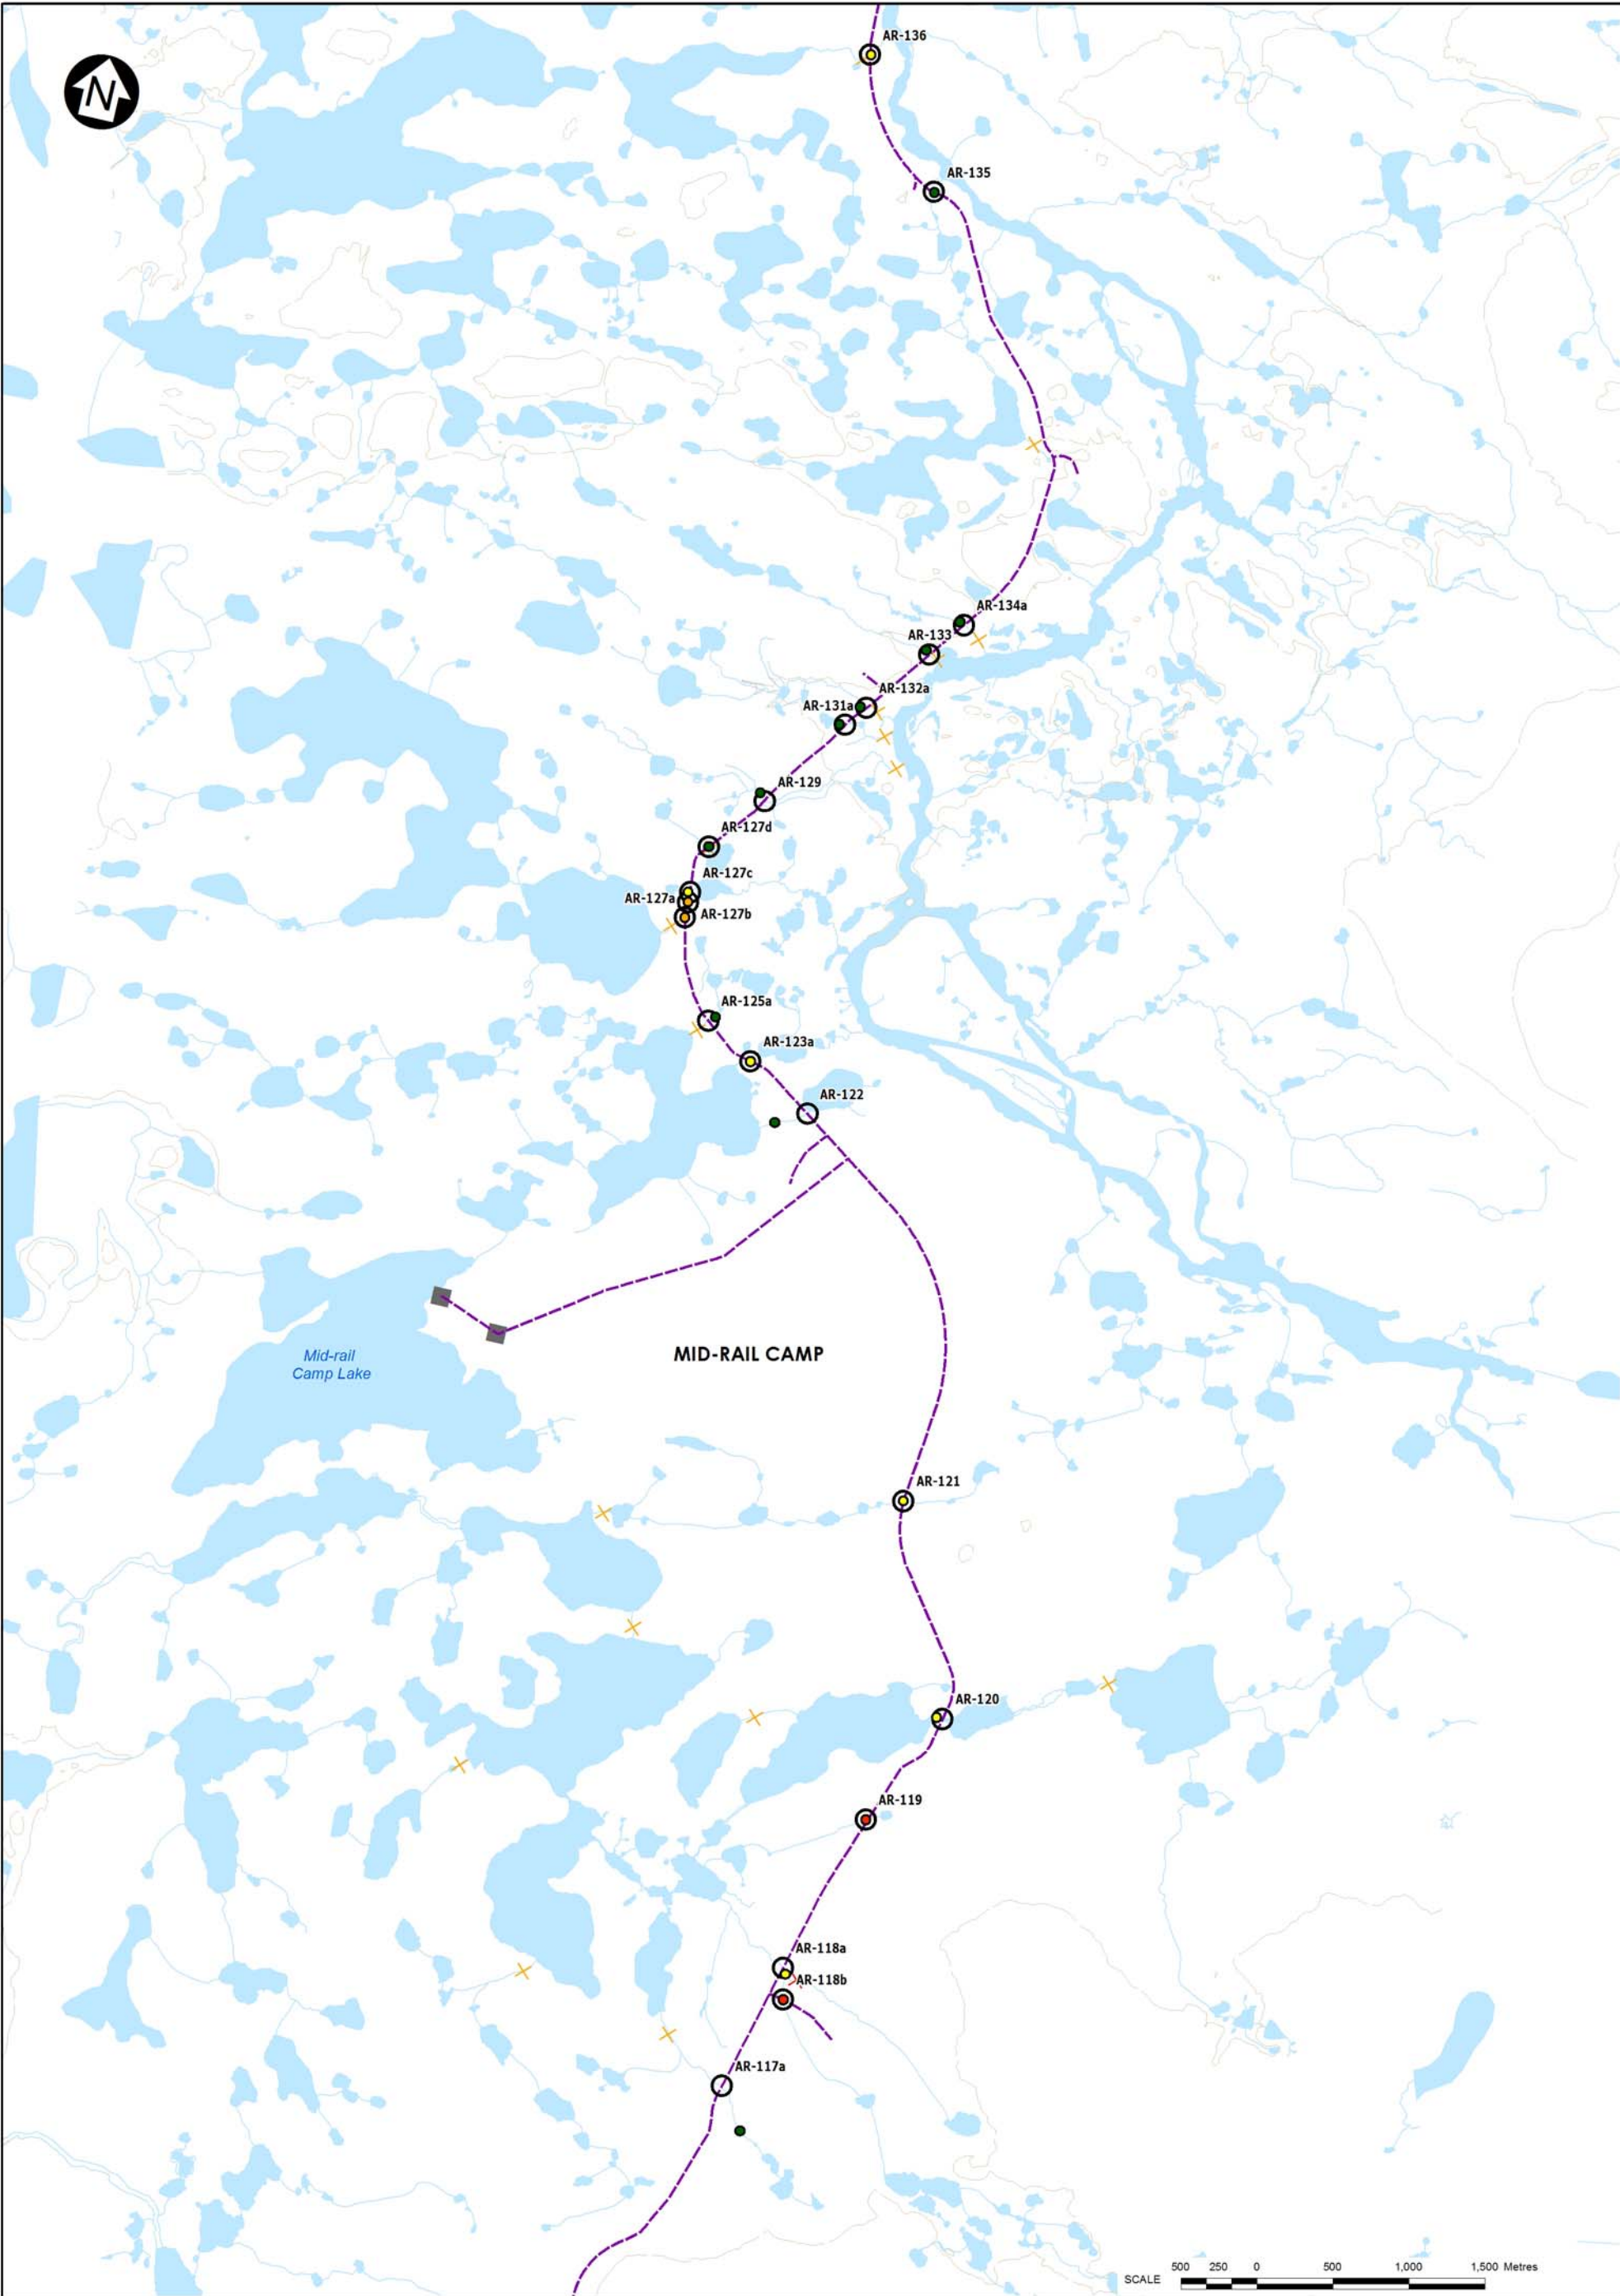 N
AR-136
AR-135
AR-134a
AR-133
AR-132a
AR-131a
AR-129
AR-127d
AR-127c
AR-127a
AR-127b
AR-125a
AR-123a
AR-122
MID-RAIL CAMP
Mid-rail
Camp Lake
AR-121
AR-120
AR-119
AR-118a
AR-118b
AR-117a
SCALE 500 250 0 500 1,000 1,500 Metres